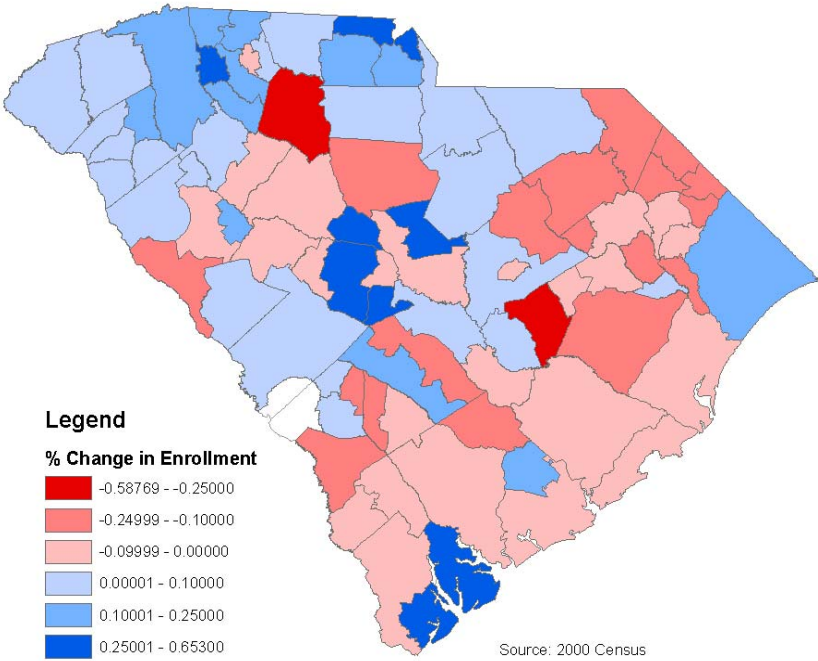 Legend
% Change in Enrollment
-0.58769 - -0.25000
-0.24999 - -0.10000
-0.09999 - 0.00000
0.00001 - 0.10000
0.10001 - 0.25000
0.25001 - 0.65300
Source: 2000 Census